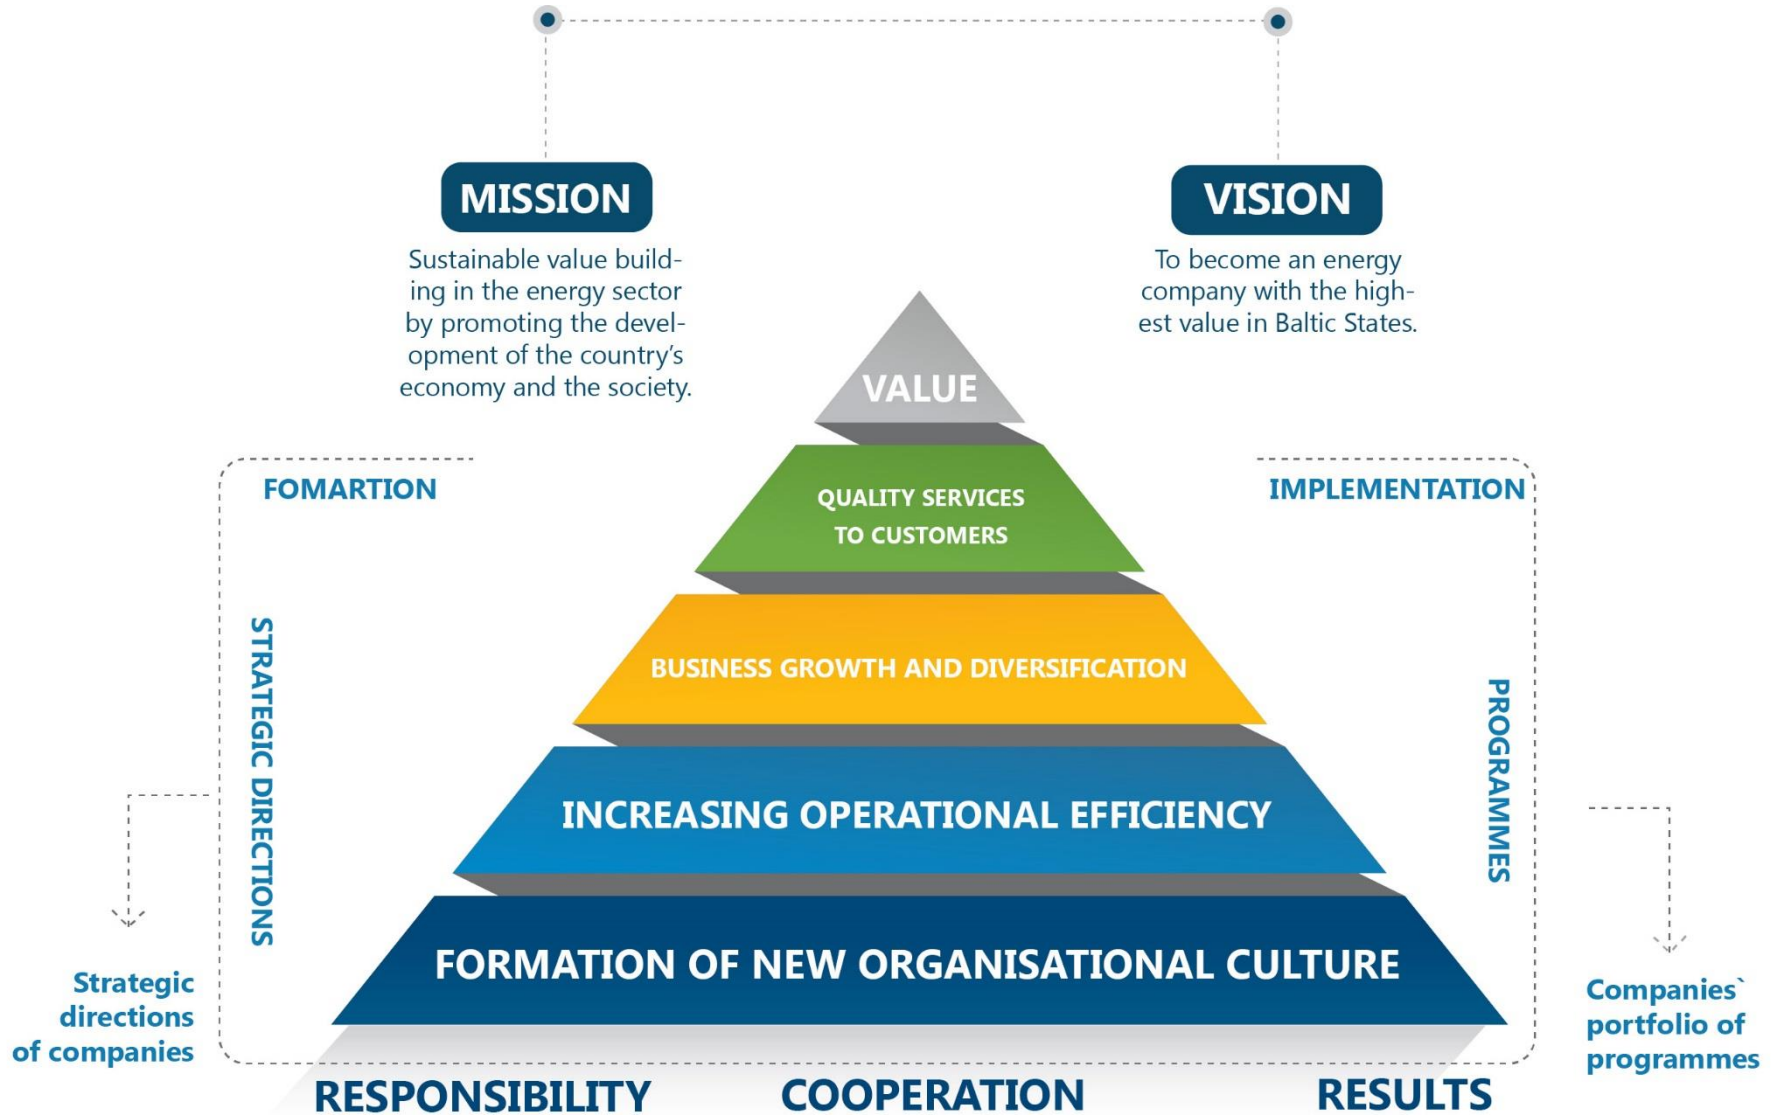 MISSION
Sustainable value build-
ing in the energy sector
by promoting the devel-
opment of the country's
economy and the society.
VISION
To become an energy
company with the high-
est value in Baltic States.
VALUE
FOMARTION
QUALITY SERVICES
TO CUSTOMERS
IMPLEMENTATION
STRATEGIC DIRECTIONS
BUSINESS GROWTH AND DIVERSIFICATION
PROGRAMMES
INCREASING OPERATIONAL EFFICIENCY
FORMATION OF NEW ORGANISATIONAL CULTURE
Strategic
directions
of companies
Companies`
portfolio of
programmes
RESPONSIBILITY
COOPERATION
RESULTS